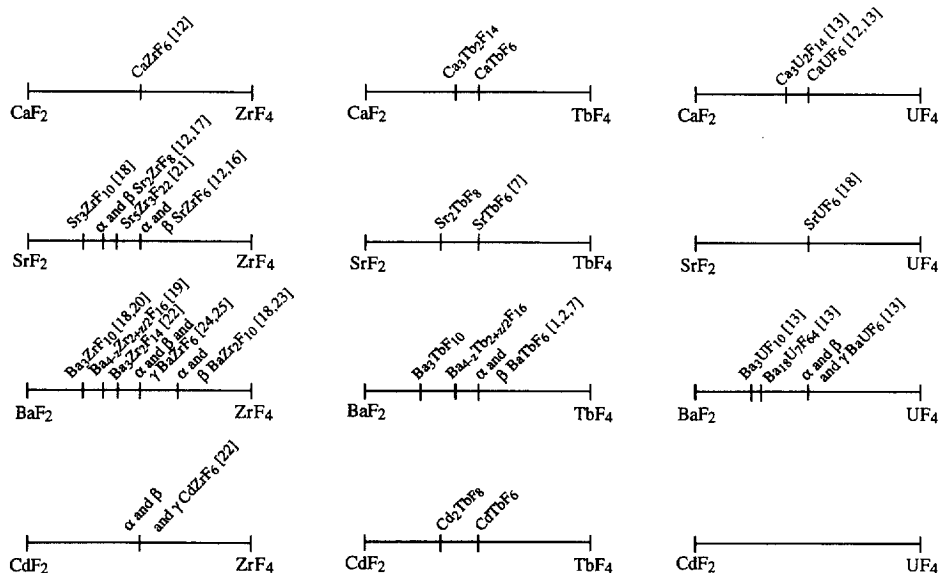 CaZrF6 [12]
CaF2
ZrF4
Ca3Tb2F14
CaTbF6
CaF2
TbF4
Ca3U2F14 [13]
CaUF6 [12,13]
CaF2
UF4
Sr3ZrF10 [18]
α and β Sr2ZrF8 [12,17]
Sr5Zr3F22 [21]
α and
β SrZrF6 [12,16]
SrF2
ZrF4
Sr2TbF8
SrTbF6 [7]
SrF2
TbF4
SrUF6 [18]
SrF2
UF4
Ba3ZrF10 [18,20]
Ba4-zZr2+z/2F16 [19]
Ba3Zr2F14 [22]
α and β and
γ BaZrF6 [24,25]
α and
β BaZr2F10 [18,23]
BaF2
ZrF4
Ba3TbF10
Ba4-zTb2+z/2F16
α and
β BaTbF6 [1,2,7]
BaF2
TbF4
Ba3UF10 [13]
Ba18U7F64 [13]
α and β
and γ BaUF6 [13]
BaF2
UF4
α and β
and γ CdZrF6 [22]
CdF2
ZrF4
Cd2TbF8
CdTbF6
CdF2
TbF4
CdF2
UF4